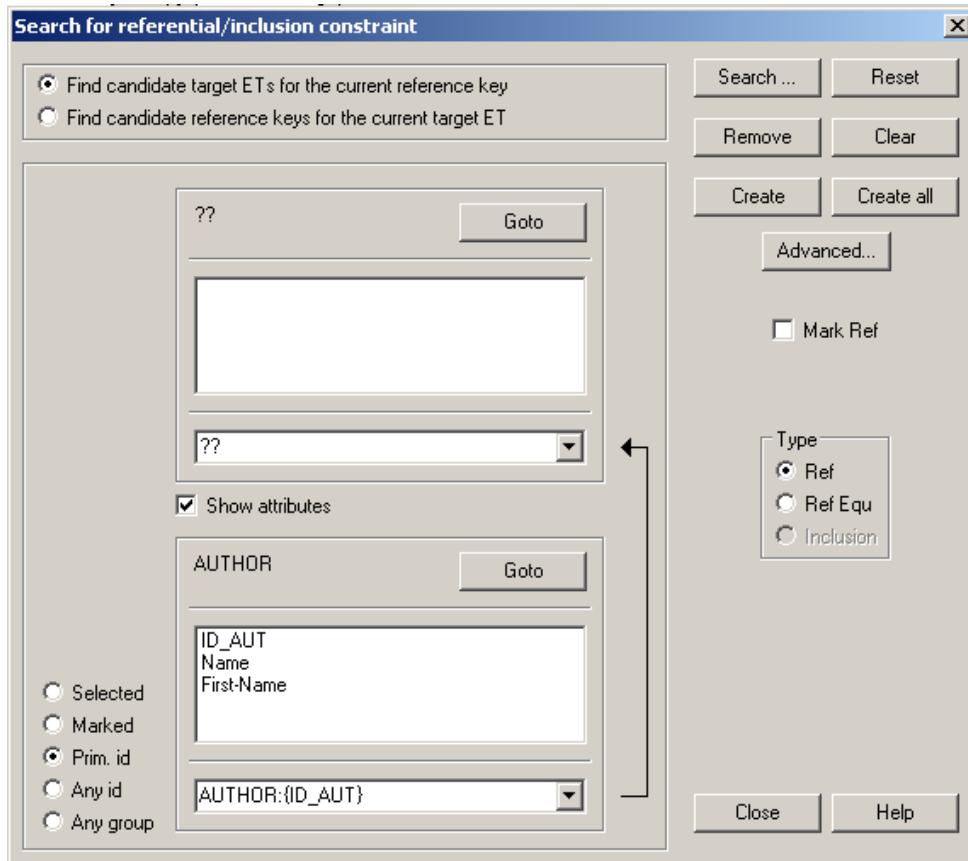 Search for referential/inclusion constraint
Find candidate target ETs for the current reference key
Find candidate reference keys for the current target ET
Search ...
Reset
Remove
Clear
Create
Create all
Advanced...
Mark Ref
??
Goto
??
Show attributes
Type
Ref
Ref Equ
Inclusion
AUTHOR
Goto
ID_AUT
Name
First-Name
Selected
Marked
Prim. id
Any id
Any group
AUTHOR:{ID_AUT}
Close
Help